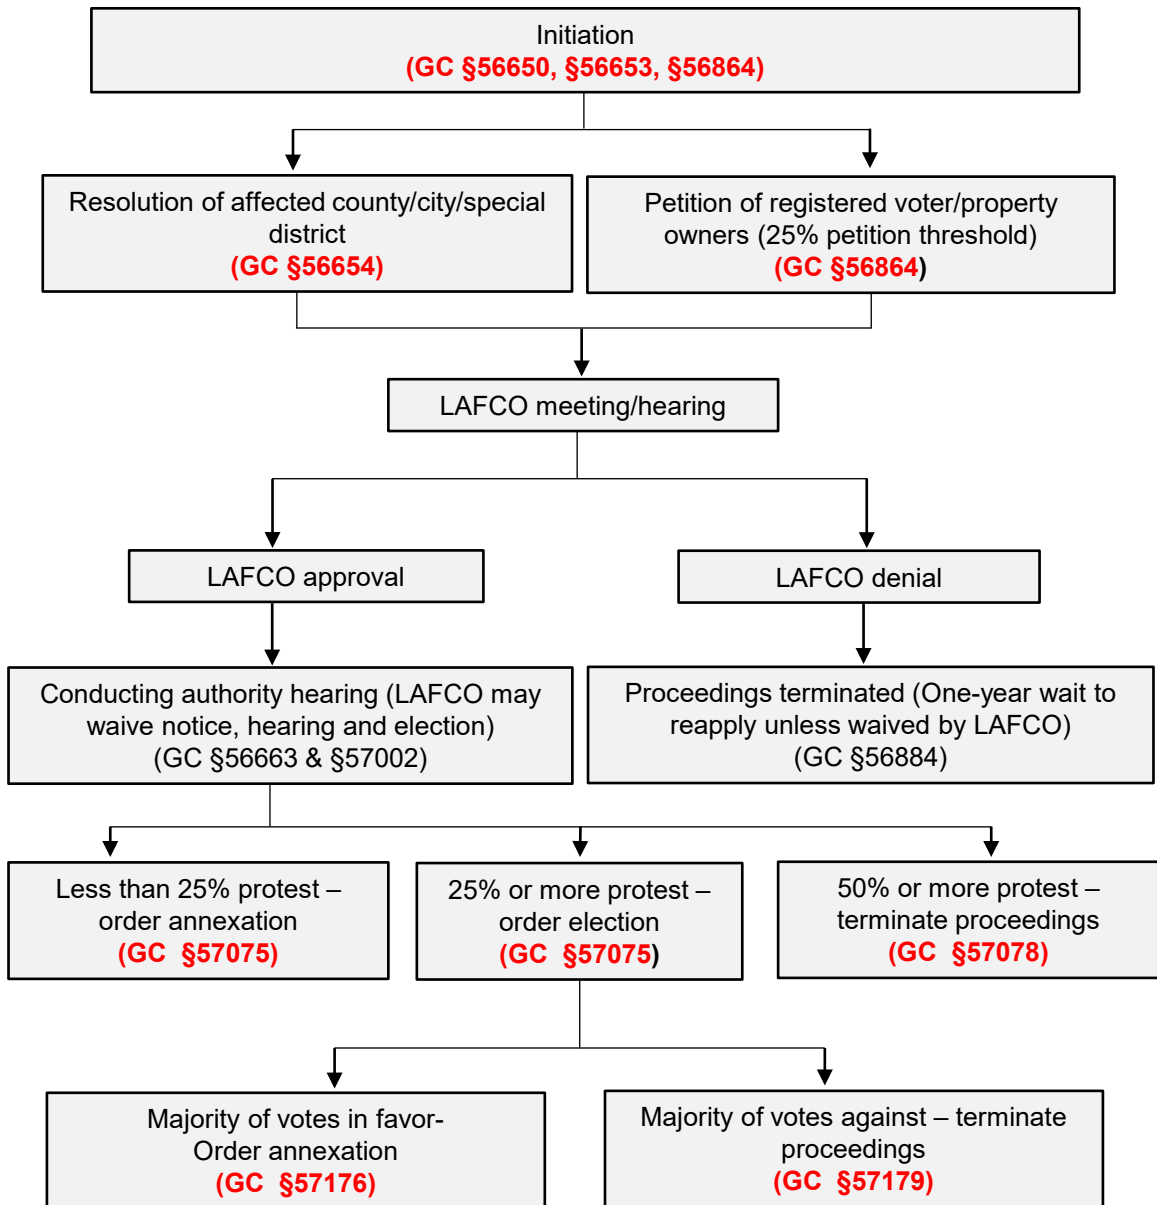 Initiation
(GC §56650, §56653, §56864)
Resolution of affected county/city/special
district
(GC §56654)
Petition of registered voter/property
owners (25% petition threshold)
(GC §56864)
LAFCO meeting/hearing
LAFCO approval
LAFCO denial
Conducting authority hearing (LAFCO may
waive notice, hearing and election)
(GC §56663 & §57002)
Proceedings terminated (One-year wait to
reapply unless waived by LAFCO)
(GC §56884)
Less than 25% protest –
order annexation
(GC §57075)
25% or more protest –
order election
(GC §57075)
50% or more protest –
terminate proceedings
(GC §57078)
Majority of votes in favor-
Order annexation
(GC §57176)
Majority of votes against – terminate
proceedings
(GC §57179)